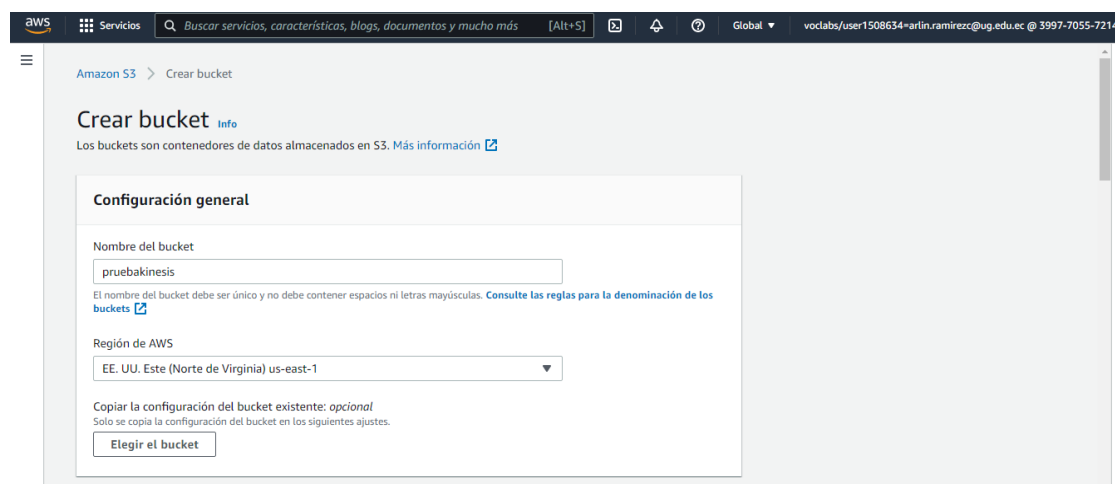 aws
Servicios
Buscar servicios, características, blogs, documentos y mucho más
[Alt+S]
Global
voclabs/user1508634=arlin.ramirezc@ug.edu.ec @ 3997-7055-7214
Amazon S3 > Crear bucket
Crear bucket Info
Los buckets son contenedores de datos almacenados en S3. Más información
Configuración general
Nombre del bucket
pruebakinesis
El nombre del bucket debe ser único y no debe contener espacios ni letras mayúsculas. Consulte las reglas para la denominación de los
buckets
Región de AWS
EE. UU. Este (Norte de Virginia) us-east-1
Copiar la configuración del bucket existente: opcional
Solo se copia la configuración del bucket en los siguientes ajustes.
Elegir el bucket